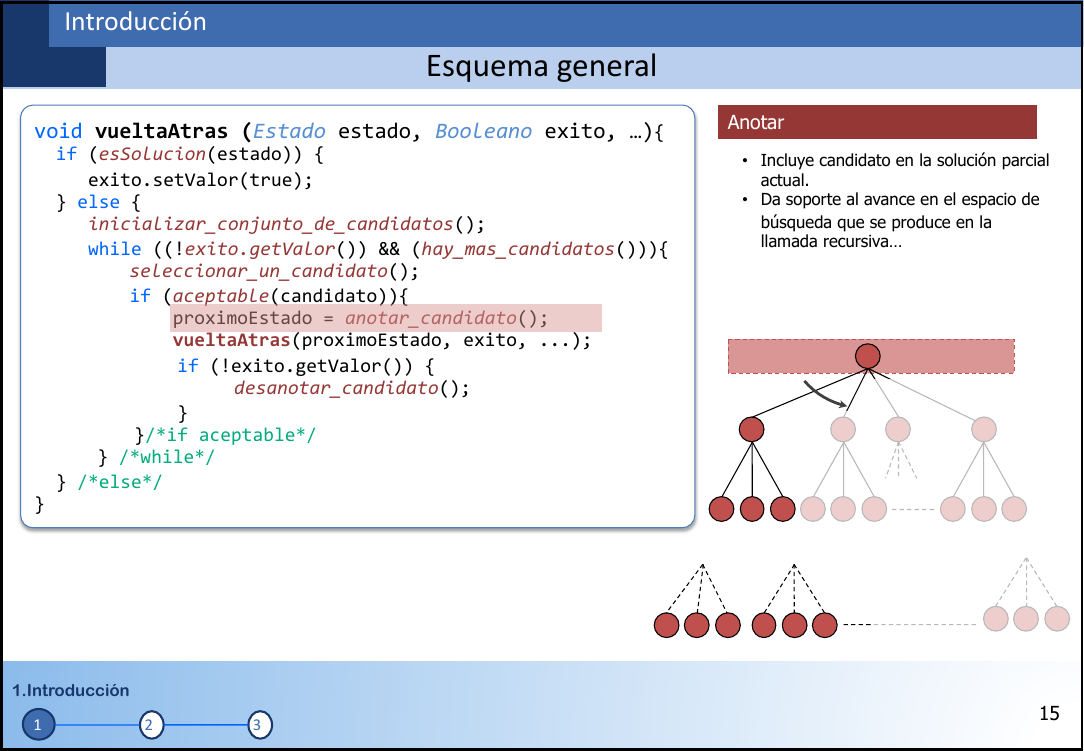 Introducción
Esquema general
void vueltaAtras (Estado estado, Booleano exito, …){
if (esSolucion(estado)) {
exito.setValor(true);
} else {
inicializar_conjunto_de_candidatos();
while ((!exito.getValor()) && (hay_mas_candidatos())){
seleccionar_un_candidato();
if (aceptable(candidato)){
proximoEstado = anotar_candidato();
vueltaAtras(proximoEstado, exito, ...);
if (!exito.getValor()) {
desanotar_candidato();
}
}/*if aceptable*/
} /*while*/
} /*else*/
}
Anotar
• Incluye candidato en la solución parcial
actual.
• Da soporte al avance en el espacio de
búsqueda que se produce en la
llamada recursiva…
1.Introducción
1 2 3
15